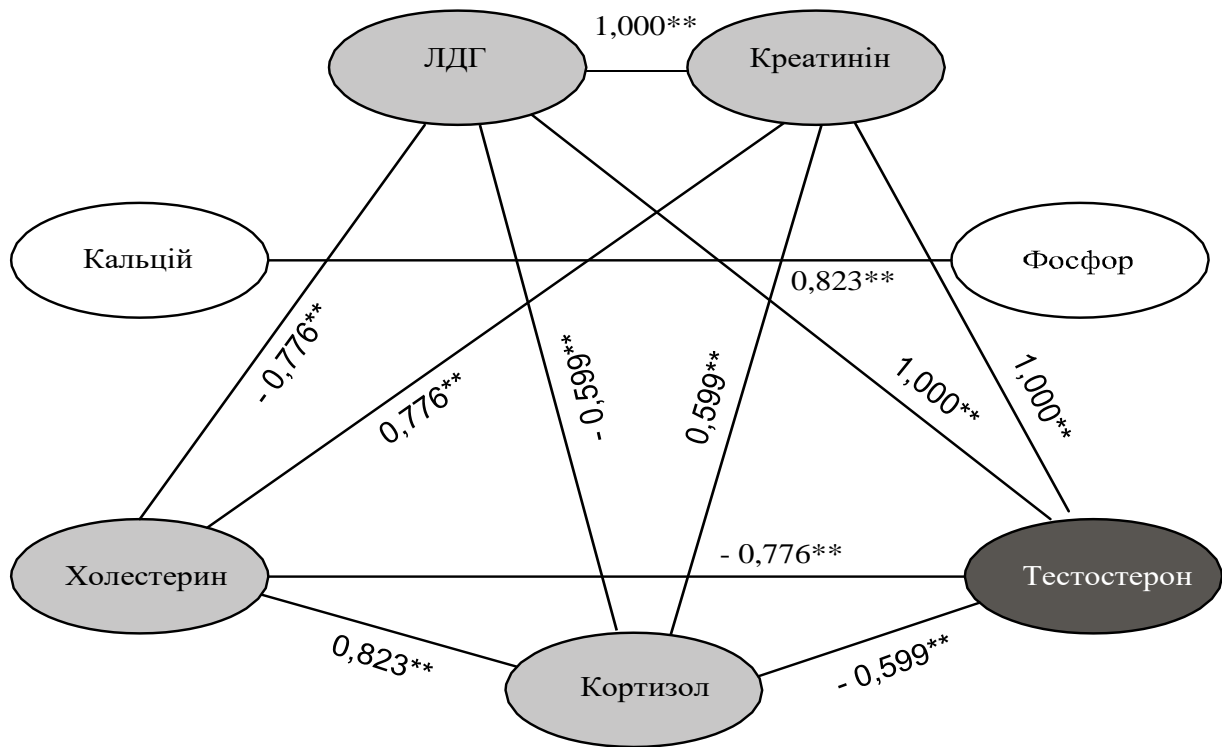 1,000**
ЛДГ
Креатинін
Кальцій
Фосфор
0,823**
- 0,776**
0,776**
- 0,599**
0,599**
1,000**
1,000**
Холестерин
- 0,776**
Тестостерон
0,823**
Кортизол
- 0,599**